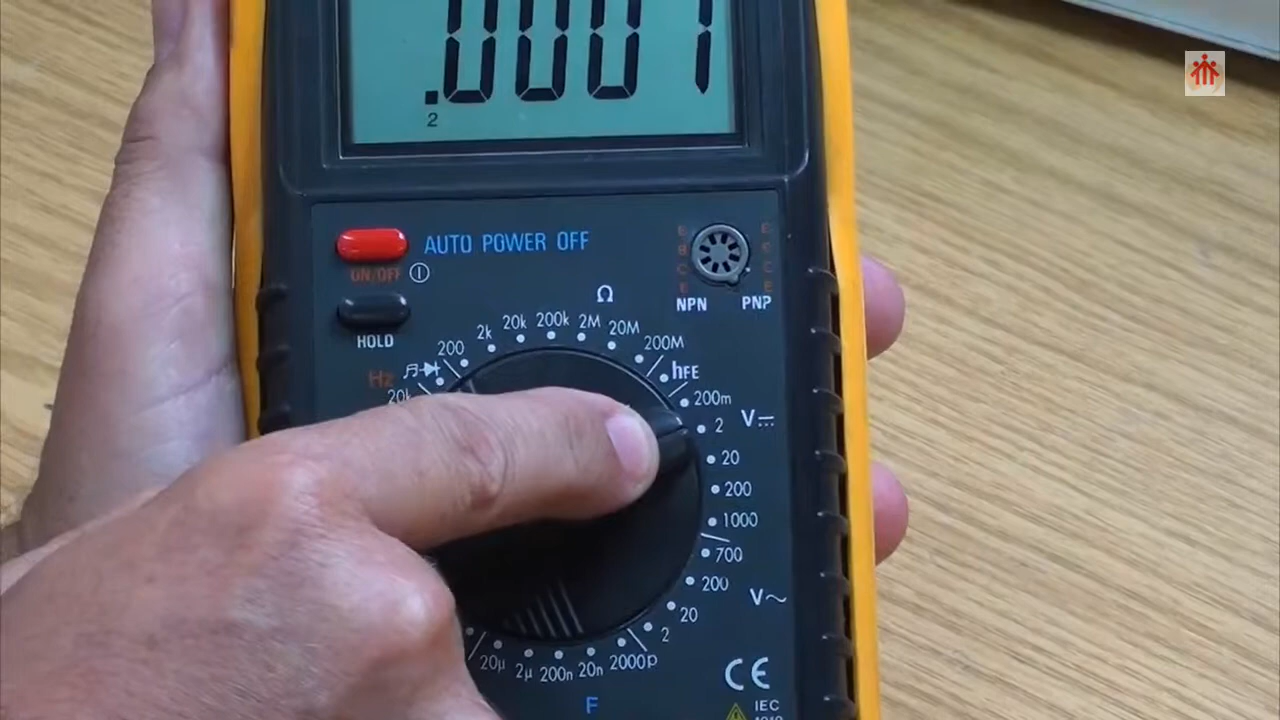 .0001
2
AUTO POWER OFF
ON/OFF
HOLD
NPN
PNP
E
B
C
E
Ω
200
2k
20k
200k
2M
20M
200M
hFE
Hz
20k
200m
2
20
200
1000
V
700
200
20
2
V~
2000p
20n
200n
2μ
20μ
F
CE
IEC